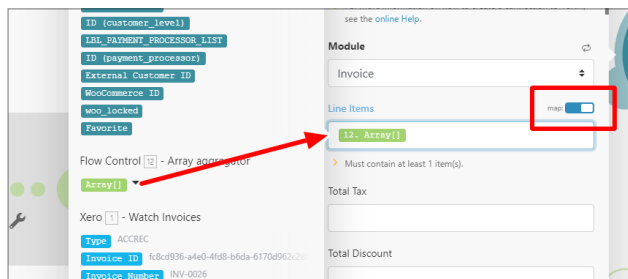 ID (customer_level)
LBL_PAYMENT_PROCESSOR_LIST
ID (payment_processor)
External Customer ID
WooCommerce ID
woo_locked
Favorite
Flow Control 12 - Array aggregator
Array[]
Xero 1 - Watch Invoices
Type ACCREC
Invoice ID fc8cd936-a4e0-4fd8-b6da-6170d962c2
Invoice Number INV-0026
see the online Help.
Module
Invoice
Line Items
map:
12. Array[]
Must contain at least 1 item(s).
Total Tax
Total Discount